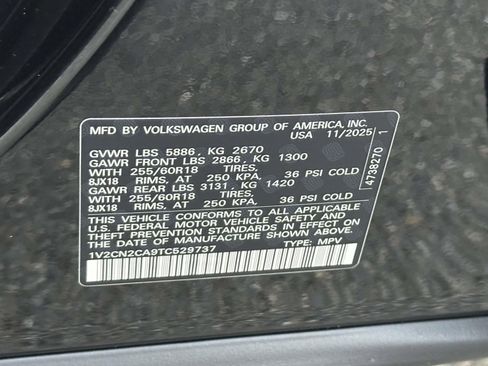 MFD BY VOLKSWAGEN GROUP OF AMERICA, INC.
USA 11/2025
GVWR LBS 5886, KG 2670
GAWR FRONT LBS 2866, KG 1300
WITH 255/60R18 TIRES,
8JX18 RIMS, AT 250 KPA, 36 PSI COLD
GAWR REAR LBS 3131, KG 1420
WITH 255/60R18 TIRES,
8JX18 RIMS, AT 250 KPA, 36 PSI COLD
THIS VEHICLE CONFORMS TO ALL APPLICABLE
U.S. FEDERAL MOTOR VEHICLE SAFETY AND
THEFT PREVENTION STANDARDS IN EFFECT ON
THE DATE OF MANUFACTURE SHOWN ABOVE
1V2CN2CA9TC529737 TYPE: MPV
4738270 1